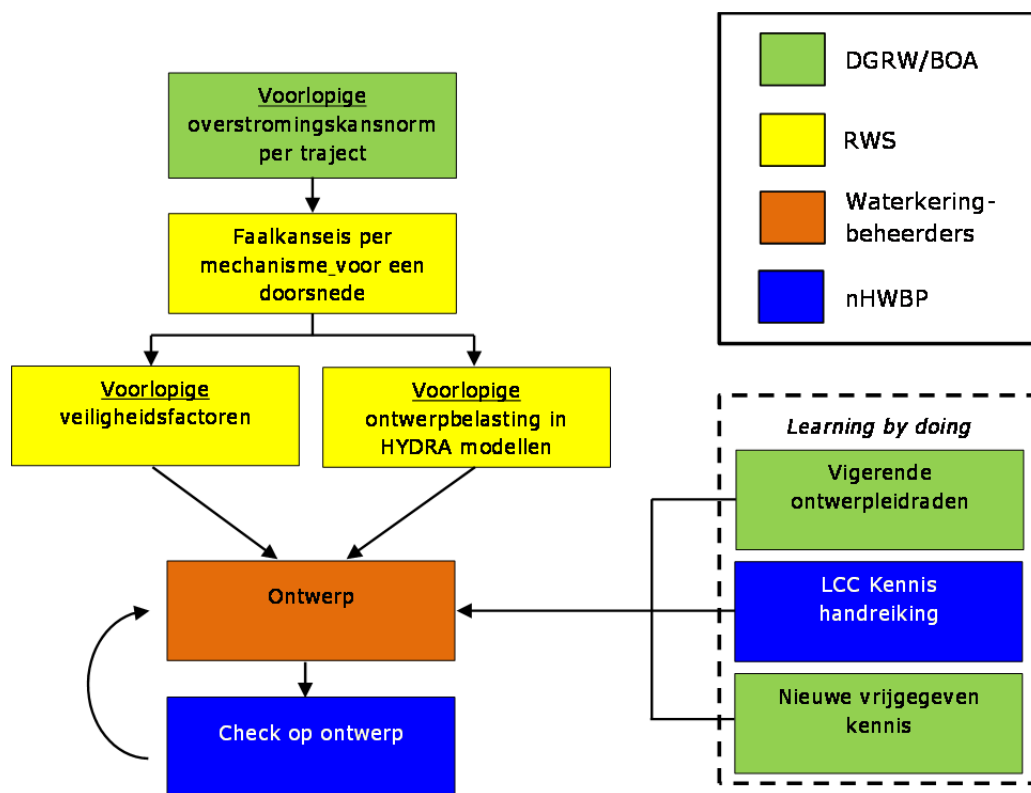 Voorlopige
overstromingskansnorm
per traject
Faalkanseis per
mechanisme_voor een
doorsnede
Voorlopige
veiligheidsfactoren
Voorlopige
ontwerpbelasting in
HYDRA modellen
Ontwerp
Check op ontwerp
DGRW/BOA
RWS
Waterkering-
beheerders
nHWBP
Learning by doing
Vigerende
ontwerpleidraden
LCC Kennis
handreiking
Nieuwe vrijgegeven
kennis